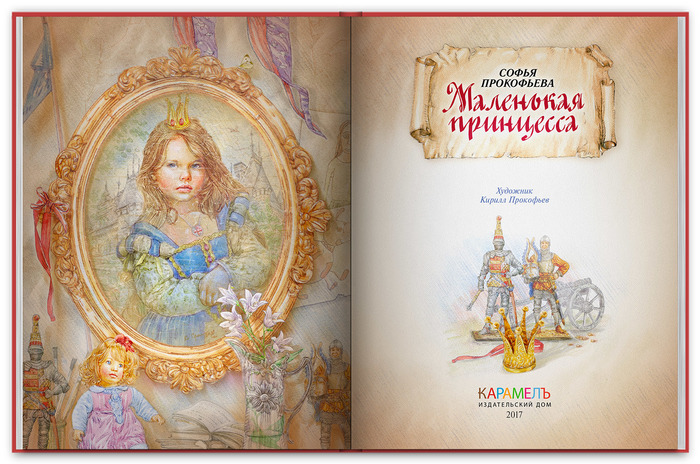 СОФЬЯ
ПРОКОФЬЕВА
Маленькая
принцесса
Художник
Кирилл Прокофьев
КАРАМЕЛЪ
ИЗДАТЕЛЬСКИЙ ДОМ
2017